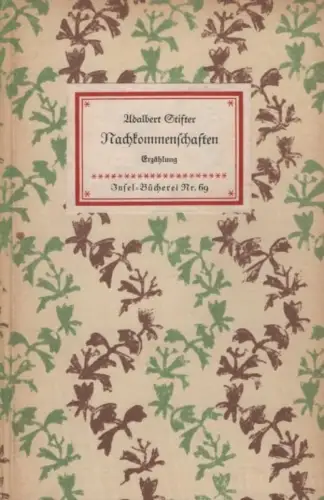 Adalbert Stifter
Nachkommenschaften
Erzählung
Insel-Bücherei Nr. 69